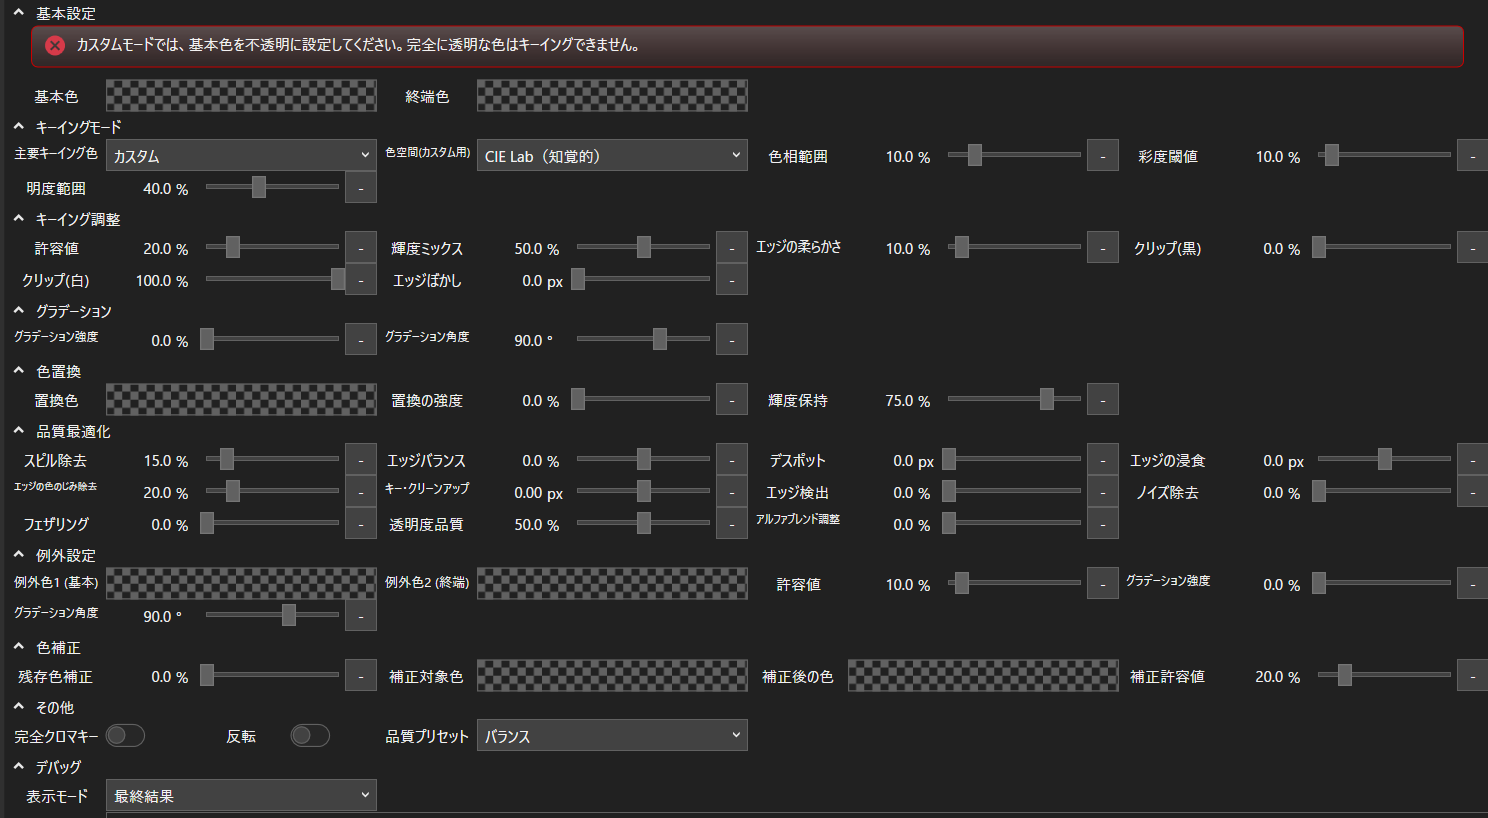 基本設定
カスタムモードでは、基本色を不透明に設定してください。完全に透明な色はキーイングできません。
基本色 終端色
キーイングモード
主要キーイング色 カスタム 色空間(カスタム用) CIE Lab（知覚的） 色相範囲 10.0 % - 彩度閾値 10.0 % -
明度範囲 40.0 % -
キーイング調整
許容値 20.0 % - 輝度ミックス 50.0 % - エッジの柔らかさ 10.0 % - クリップ(黒) 0.0 % -
クリップ(白) 100.0 % - エッジぼかし 0.0 px -
グラデーション
グラデーション強度 0.0 % - グラデーション角度 90.0 ° -
色置換
置換色 置換の強度 0.0 % - 輝度保持 75.0 % -
品質最適化
スピル除去 15.0 % - エッジバランス 0.0 % - デスポット 0.0 px - エッジの浸食 0.0 px -
エッジの色のじみ除去 20.0 % - キー・クリーンアップ 0.00 px - エッジ検出 0.0 % - ノイズ除去 0.0 % -
フェザリング 0.0 % - 透明度品質 50.0 % - アルファブレンド調整 0.0 % -
例外設定
例外色1 (基本) 例外色2 (終端) 許容値 10.0 % - グラデーション強度 0.0 % -
グラデーション角度 90.0 ° -
色補正
残存色補正 0.0 % - 補正対象色 補正後の色 補正許容値 20.0 % -
その他
完全クロマキー 反転 品質プリセット バランス
デバッグ
表示モード 最終結果